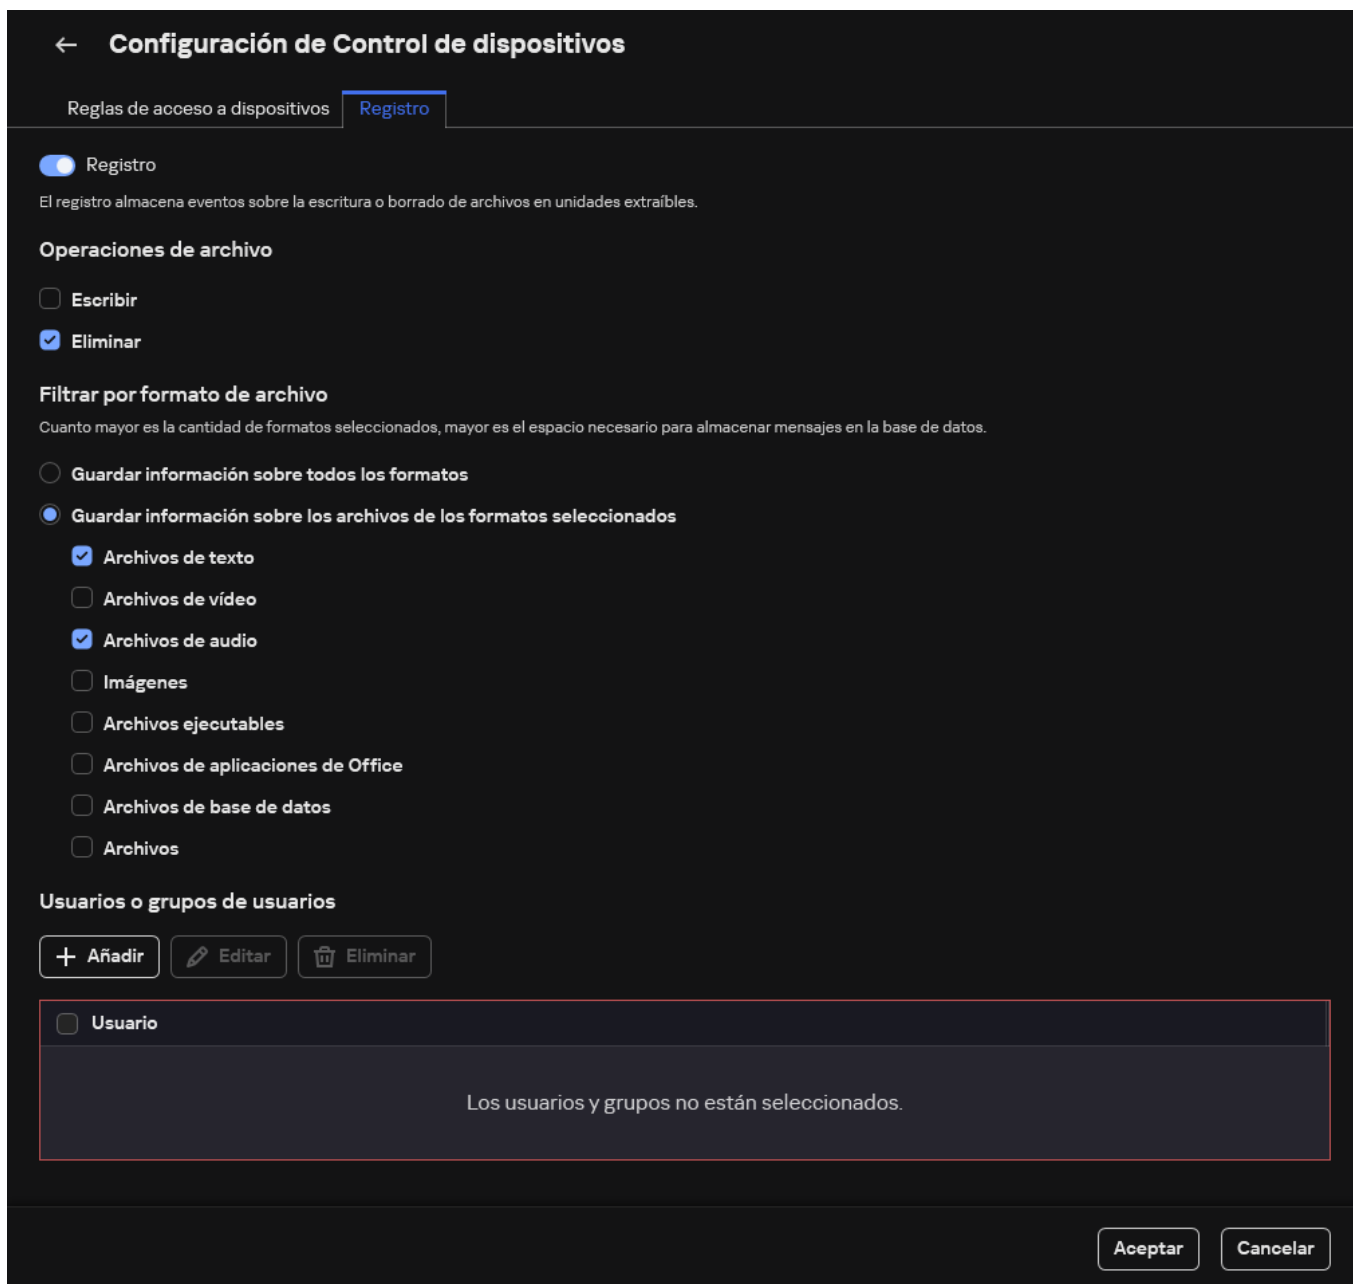 Configuración de Control de dispositivos
Reglas de acceso a dispositivos
Registro
Registro
El registro almacena eventos sobre la escritura o borrado de archivos en unidades extraíbles.
Operaciones de archivo
Escribir
Eliminar
Filtrar por formato de archivo
Cuanto mayor es la cantidad de formatos seleccionados, mayor es el espacio necesario para almacenar mensajes en la base de datos.
Guardar información sobre todos los formatos
Guardar información sobre los archivos de los formatos seleccionados
Archivos de texto
Archivos de vídeo
Archivos de audio
Imágenes
Archivos ejecutables
Archivos de aplicaciones de Office
Archivos de base de datos
Archivos
Usuarios o grupos de usuarios
Añadir
Editar
Eliminar
Usuario
Los usuarios y grupos no están seleccionados.
Aceptar
Cancelar